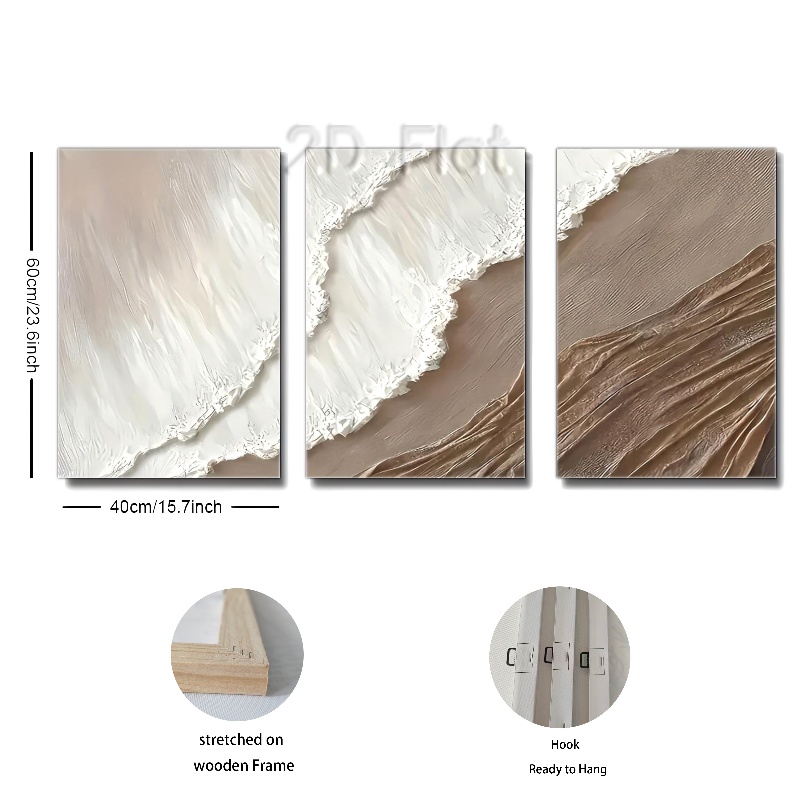 2D Flat
60cm/23.6inch
40cm/15.7inch
stretched on
wooden Frame
Hook
Ready to Hang